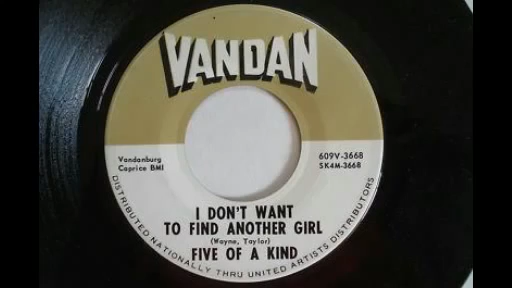 VANDAN
Vandanburg
Caprice BMI
609V-3668
SK4M-3668
I DON'T WANT
TO FIND ANOTHER GIRL
(Wayne, Taylor)
FIVE OF A KIND
DISTRIBUTED NATIONALLY THRU UNITED ARTISTS DISTRIBUTORS